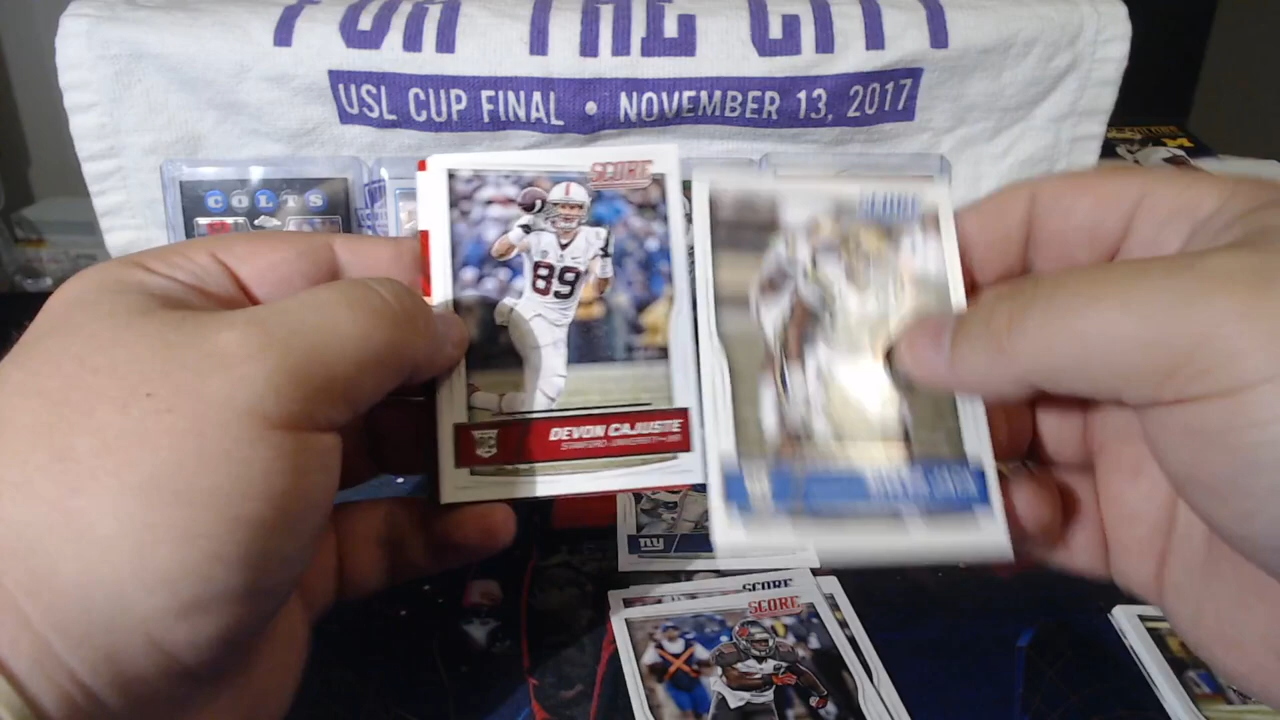 FOR THE CITY
USL CUP FINAL • NOVEMBER 13, 2017
COLTS
SCORE
89
DEVON CAJUSTE
STANFORD UNIVERSITY
ny
SCORE
SCORE